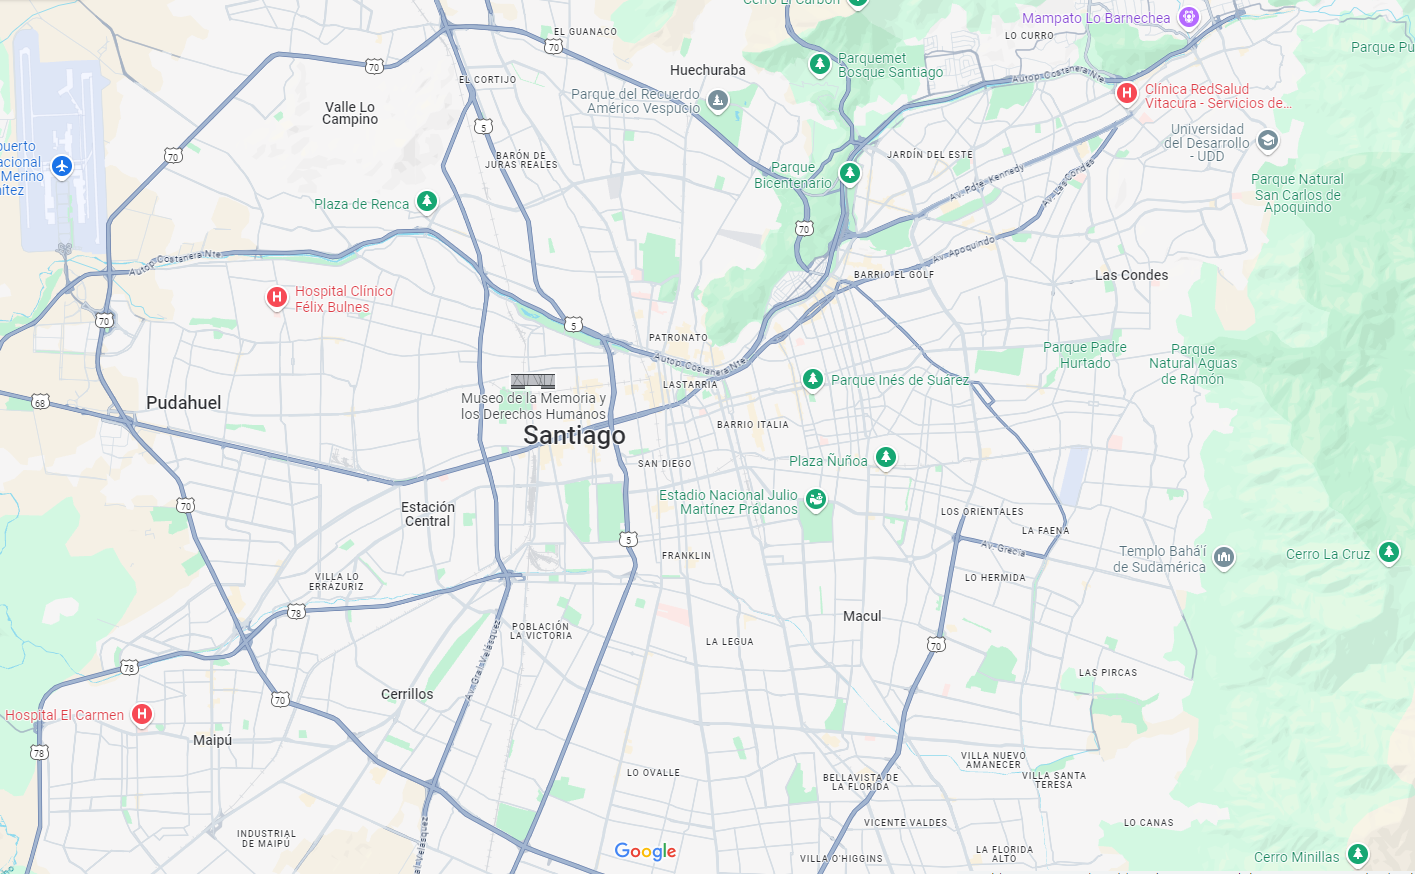 Cerro El Carbón
Mampato Lo Barnechea
EL GUANACO
LO CURRO
Parque Pu
70
Parquemet
Bosque Santiago
Huechuraba
70
EL CORTIJO
Autop. Costanera Nte.
Parque del Recuerdo
Américo Vespucio
Clínica RedSalud
Vitacura - Servicios de...
Valle Lo
Campino
5
Universidad
del Desarrollo
- UDD
puerto
acional
Merino
nítez
70
BARÓN DE
JURAS REALES
JARDÍN DEL ESTE
Parque
Bicentenario
Av. Pdte. Kennedy
Av. Las Condes
Parque Natural
San Carlos de
Apoquindo
Plaza de Renca
70
Autop. Costanera Nte.
Av. Apoquindo
BARRIO EL GOLF
Las Condes
Hospital Clínico
Félix Bulnes
70
5
PATRONATO
Autop. Costanera Nte.
Parque Padre
Hurtado
Parque
Natural Aguas
de Ramón
LASTARRIA
Parque Inés de Suárez
68
Pudahuel
Museo de la Memoria y
los Derechos Humanos
BARRIO ITALIA
Santiago
SAN DIEGO
Plaza Ñuñoa
70
Estación
Central
Estadio Nacional Julio
Martínez Prádanos
LOS ORIENTALES
LA FAENA
5
Av. Grecia
FRANKLIN
Templo Bahá'í
de Sudamérica
Cerro La Cruz
VILLA LO
ERRAZURIZ
LO HERMIDA
78
Macul
POBLACIÓN
LA VICTORIA
LA LEGUA
70
Av. Gral. Velásquez
78
LAS PIRCAS
70
Cerrillos
Hospital El Carmen
Maipú
78
VILLA NUEVO
AMANECER
LO OVALLE
BELLAVISTA DE
LA FLORIDA
VILLA SANTA
TERESA
INDUSTRIAL
DE MAIPÚ
VICENTE VALDES
LO CANAS
Google
VILLA O'HIGGINS
LA FLORIDA
ALTO
Cerro Minillas